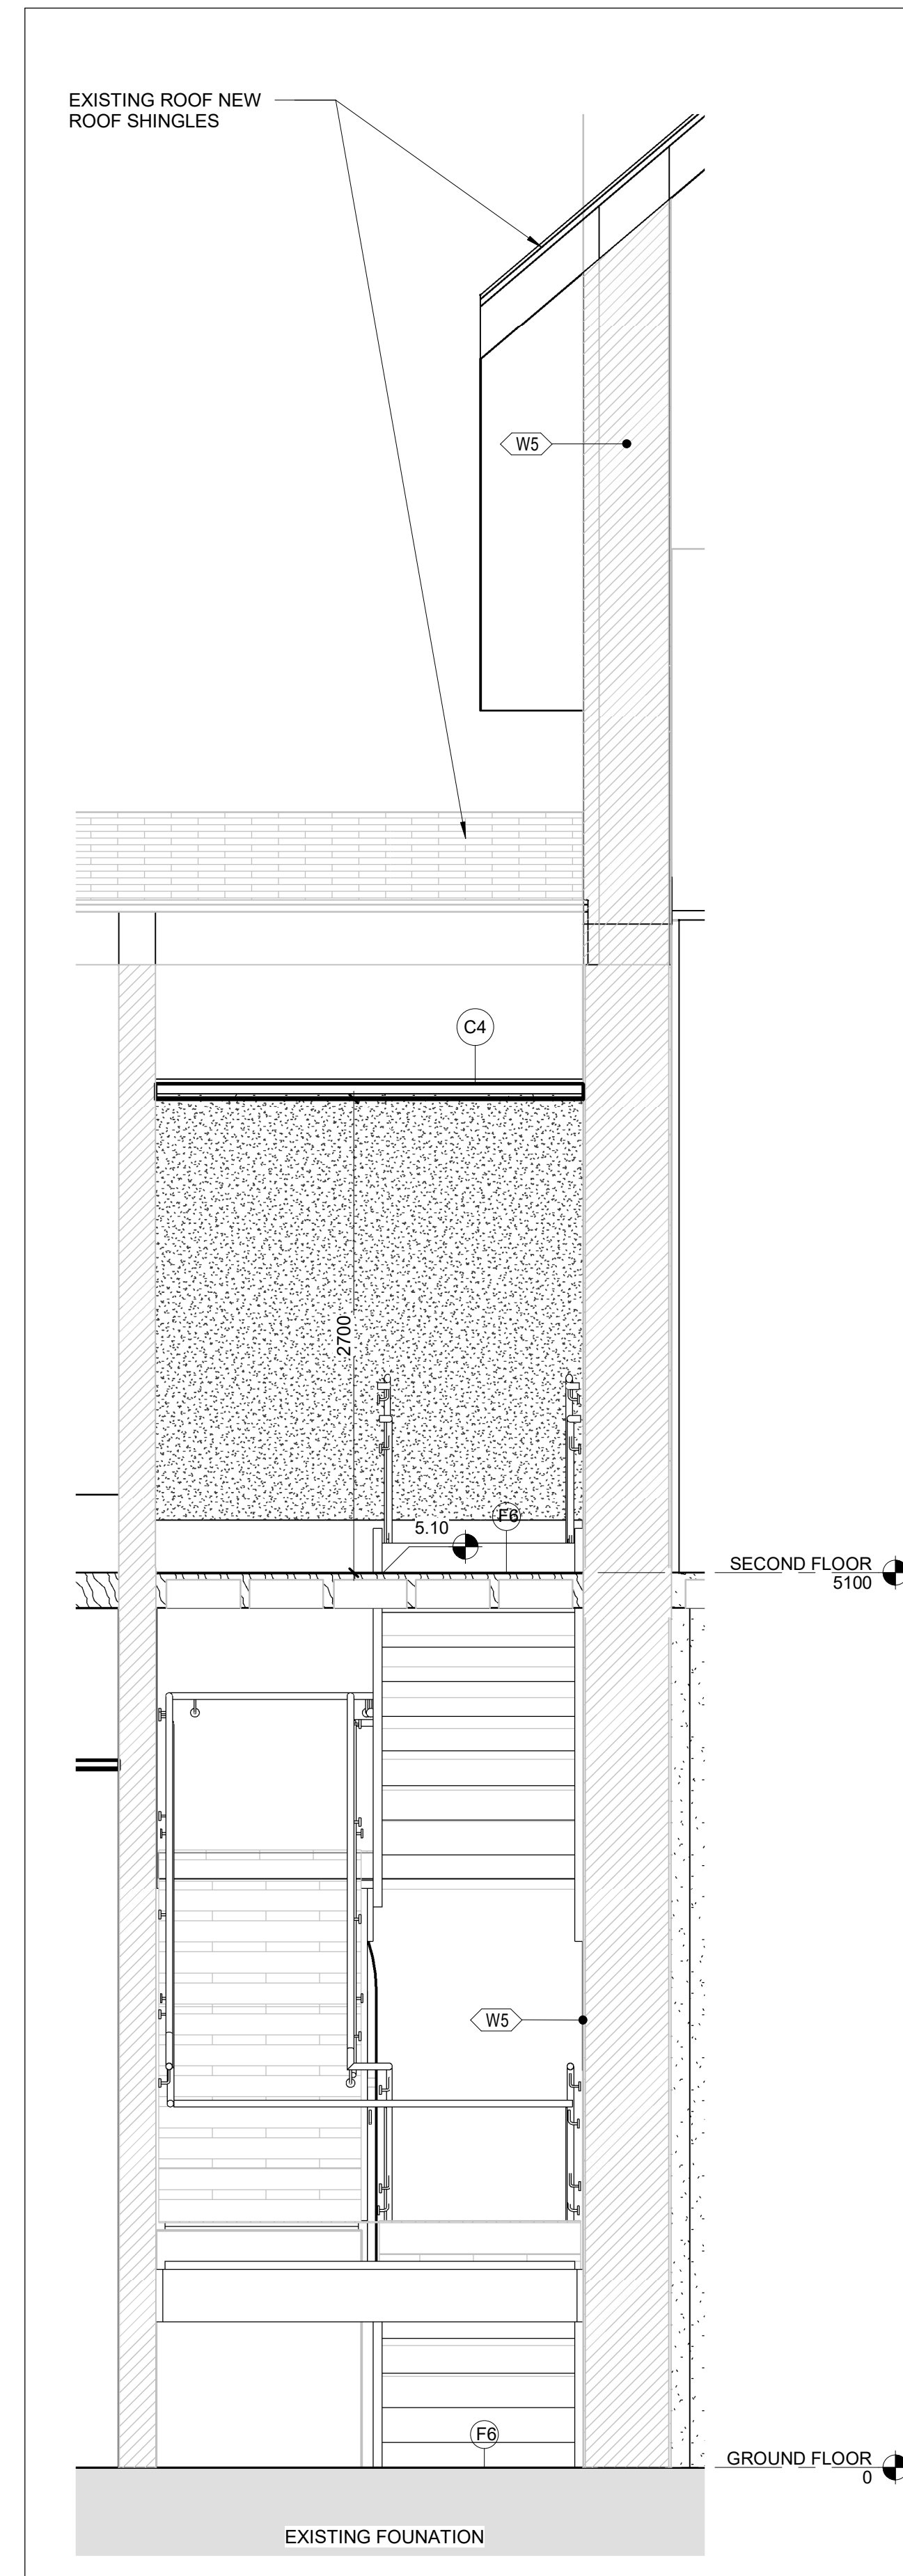 EXISTING ROOF NEW
ROOF SHINGLES
W5
C4
2700
5.10
F6
SECOND FLOOR
5100
W5
F6
GROUND FLOOR
0
EXISTING FOUNATION